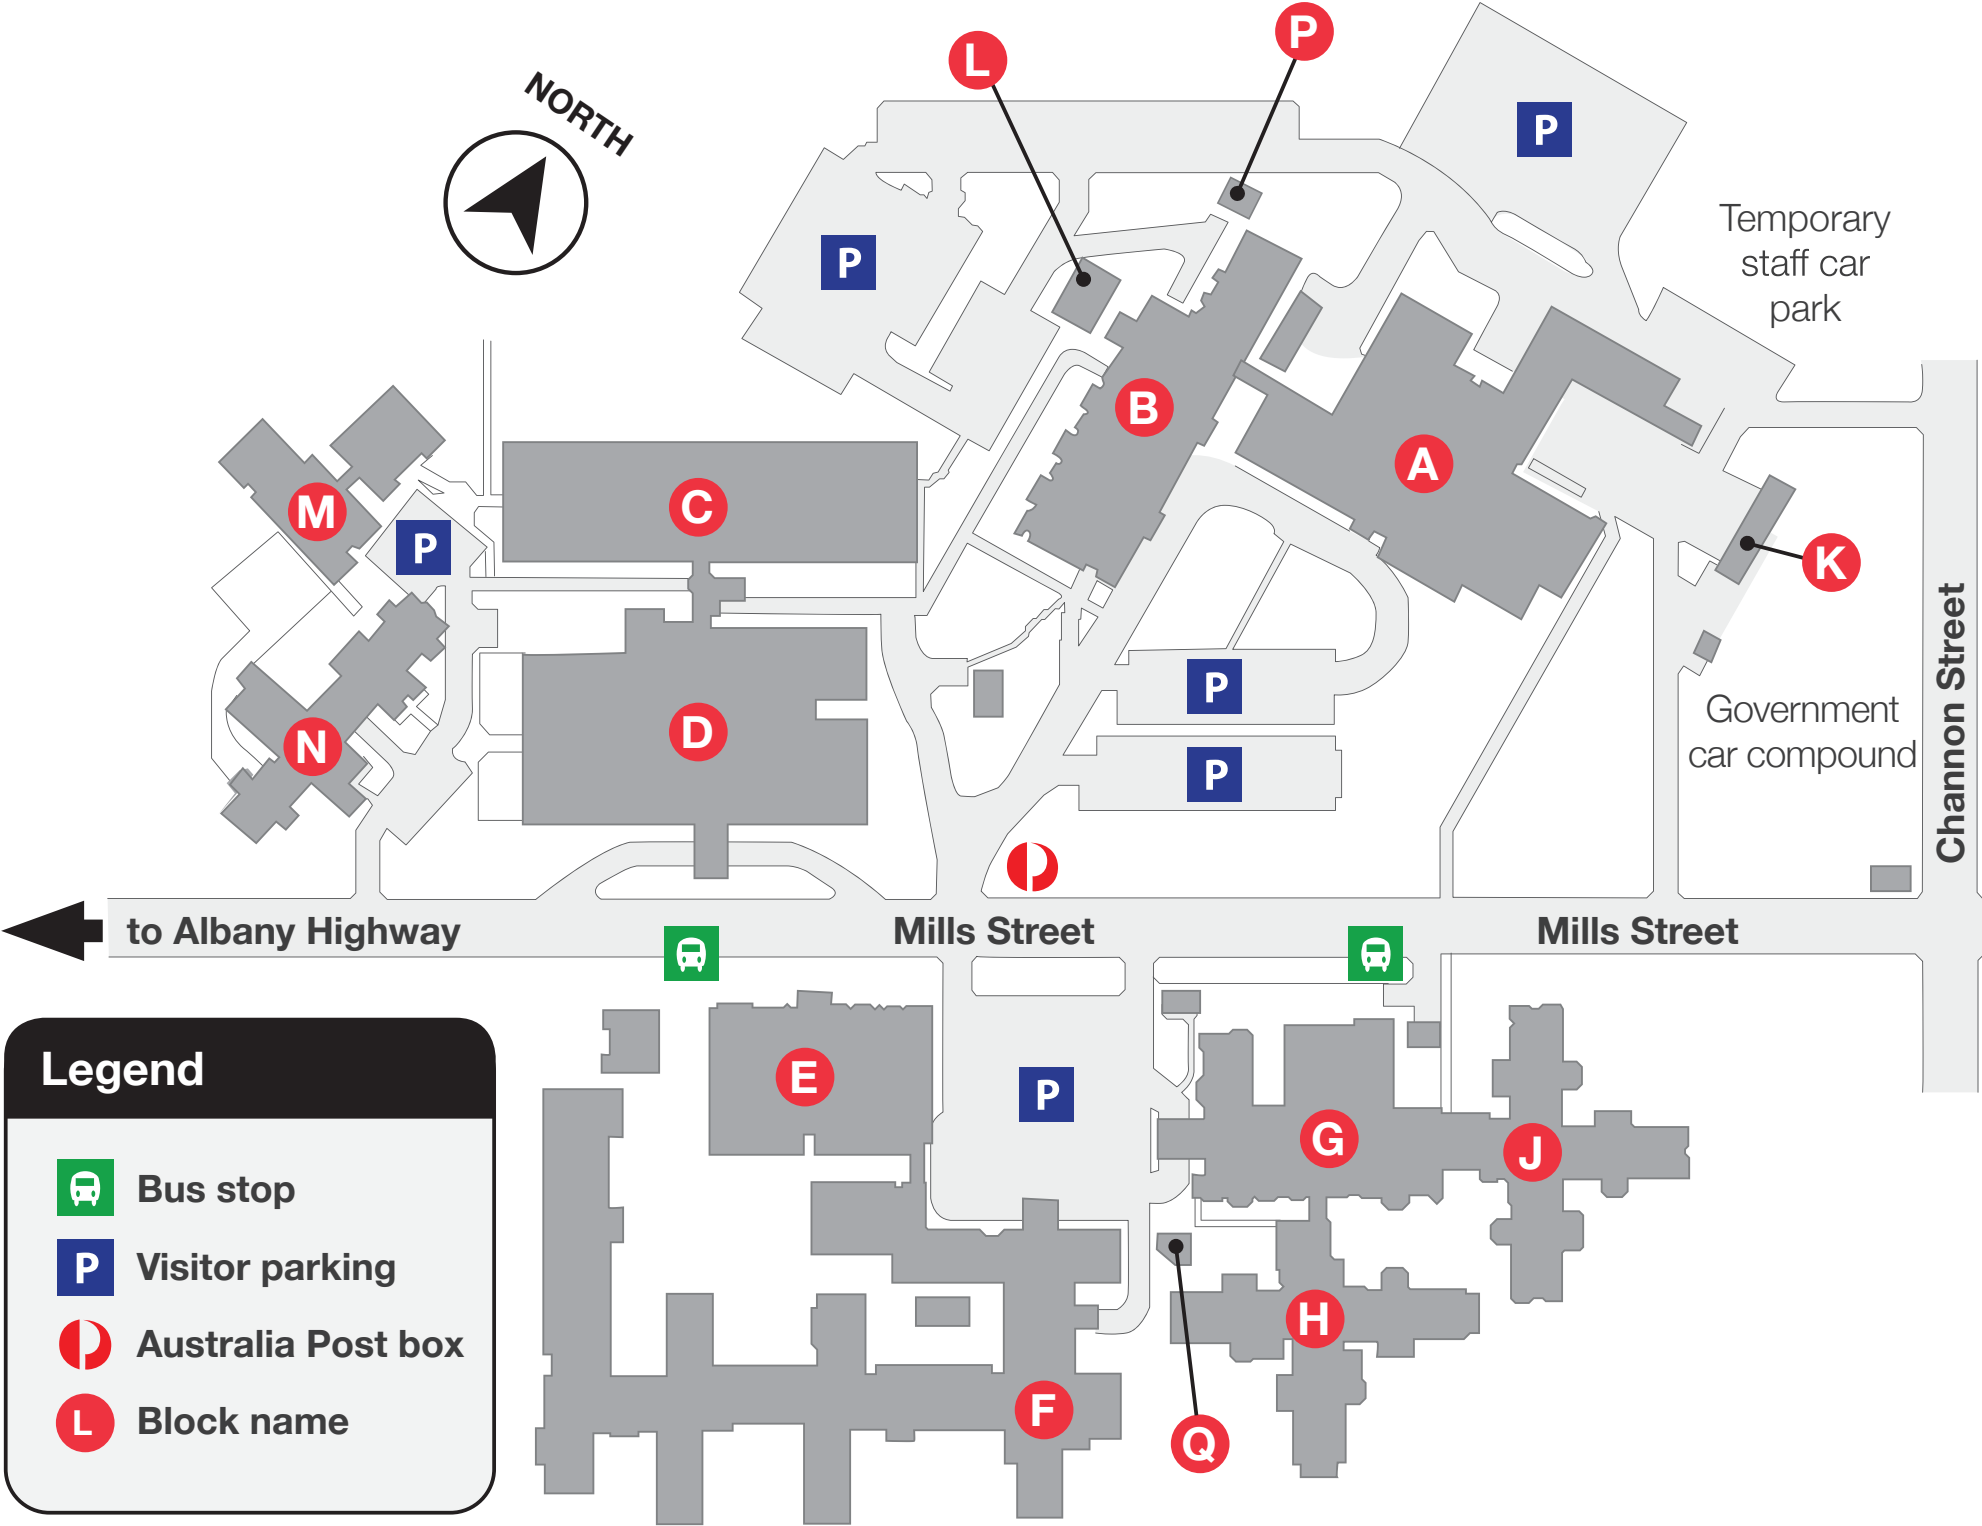 L
P
NORTH
P
P
Temporary
staff car
park
B
A
M
C
P
K
Channon Street
P
Government
car compound
N
D
P
to Albany Highway
Mills Street
Mills Street
Legend
Bus stop
P Visitor parking
Australia Post box
L Block name
E
P
G
J
H
F
Q